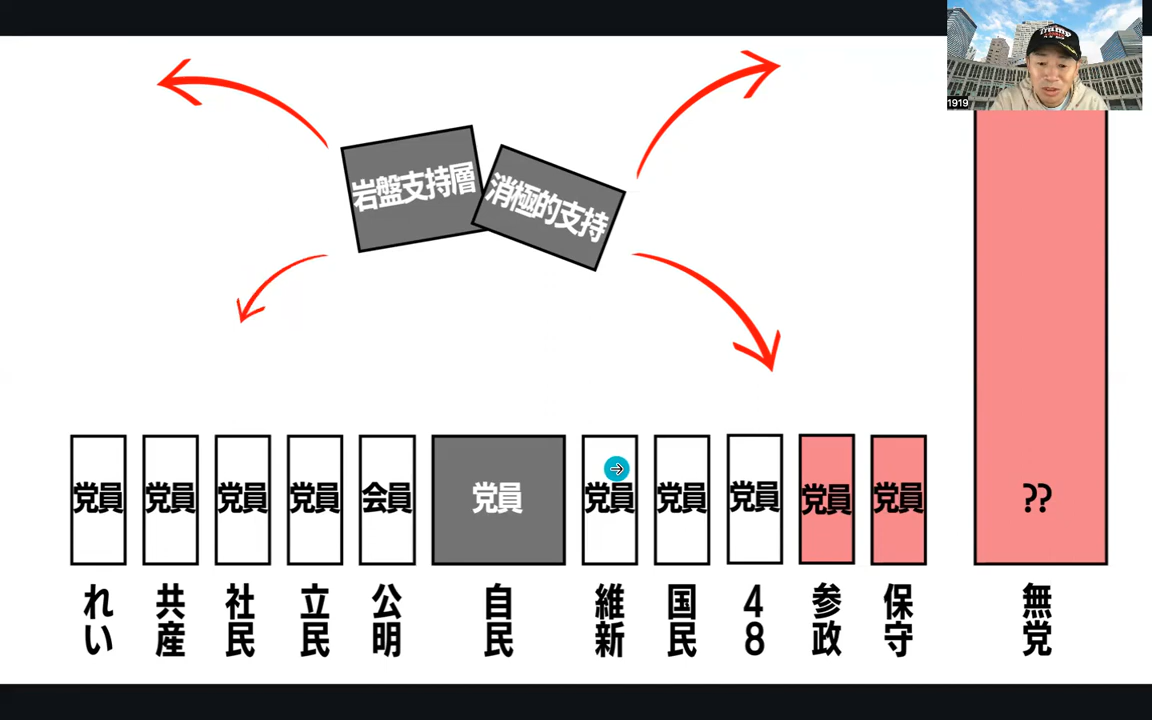 Trump
1919
岩盤支持層
消極的支持
党員
党員
党員
党員
会員
党員
党員
党員
党員
党員
党員
??
れい
共産
社民
立民
公明
自民
維新
国民
48
参政
保守
無党